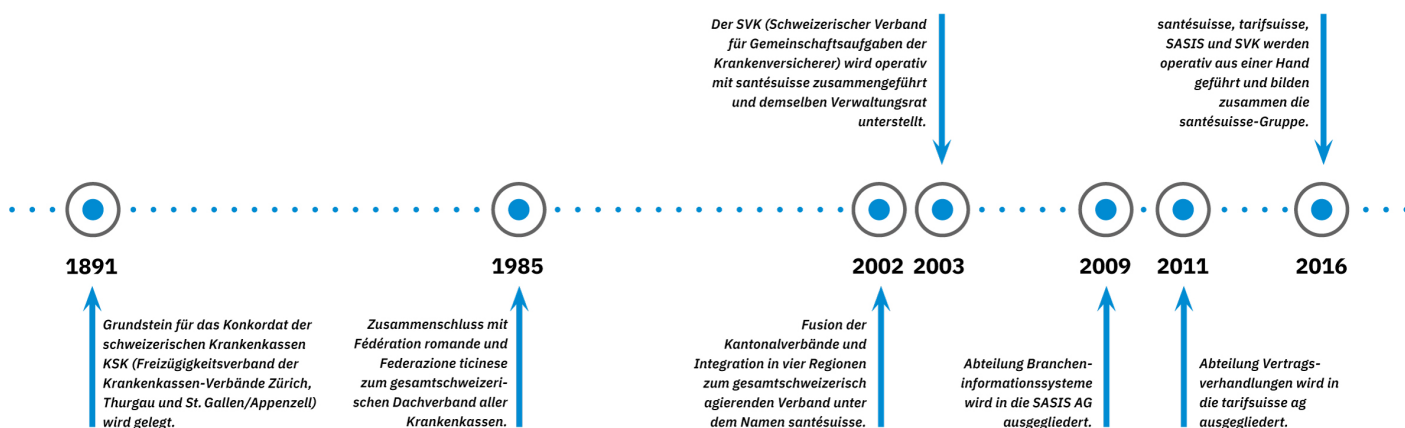 Der SVK (Schweizerischer Verband
für Gemeinschaftsaufgaben der
Krankenversicherer) wird operativ
mit santésuisse zusammengeführt
und demselben Verwaltungsrat
unterstellt.
santésuisse, tarifsuisse,
SASIS und SVK werden
operativ aus einer Hand
geführt und bilden
zusammen die
santésuisse-Gruppe.
1891
1985
2002
2003
2009
2011
2016
Grundstein für das Konkordat der
schweizerischen Krankenkassen
KSK (Freizügigkeitsverband der
Krankenkassen-Verbände Zürich,
Thurgau und St. Gallen/Appenzell)
wird gelegt.
Zusammenschluss mit
Fédération romande und
Federazione ticinese
zum gesamtschweizeri-
schen Dachverband aller
Krankenkassen.
Fusion der
Kantonalverbände und
Integration in vier Regionen
zum gesamtschweizerisch
agierenden Verband unter
dem Namen santésuisse.
Abteilung Branchen-
informationssysteme
wird in die SASIS AG
ausgegliedert.
Abteilung Vertrags-
verhandlungen wird in
die tarifsuisse ag
ausgegliedert.